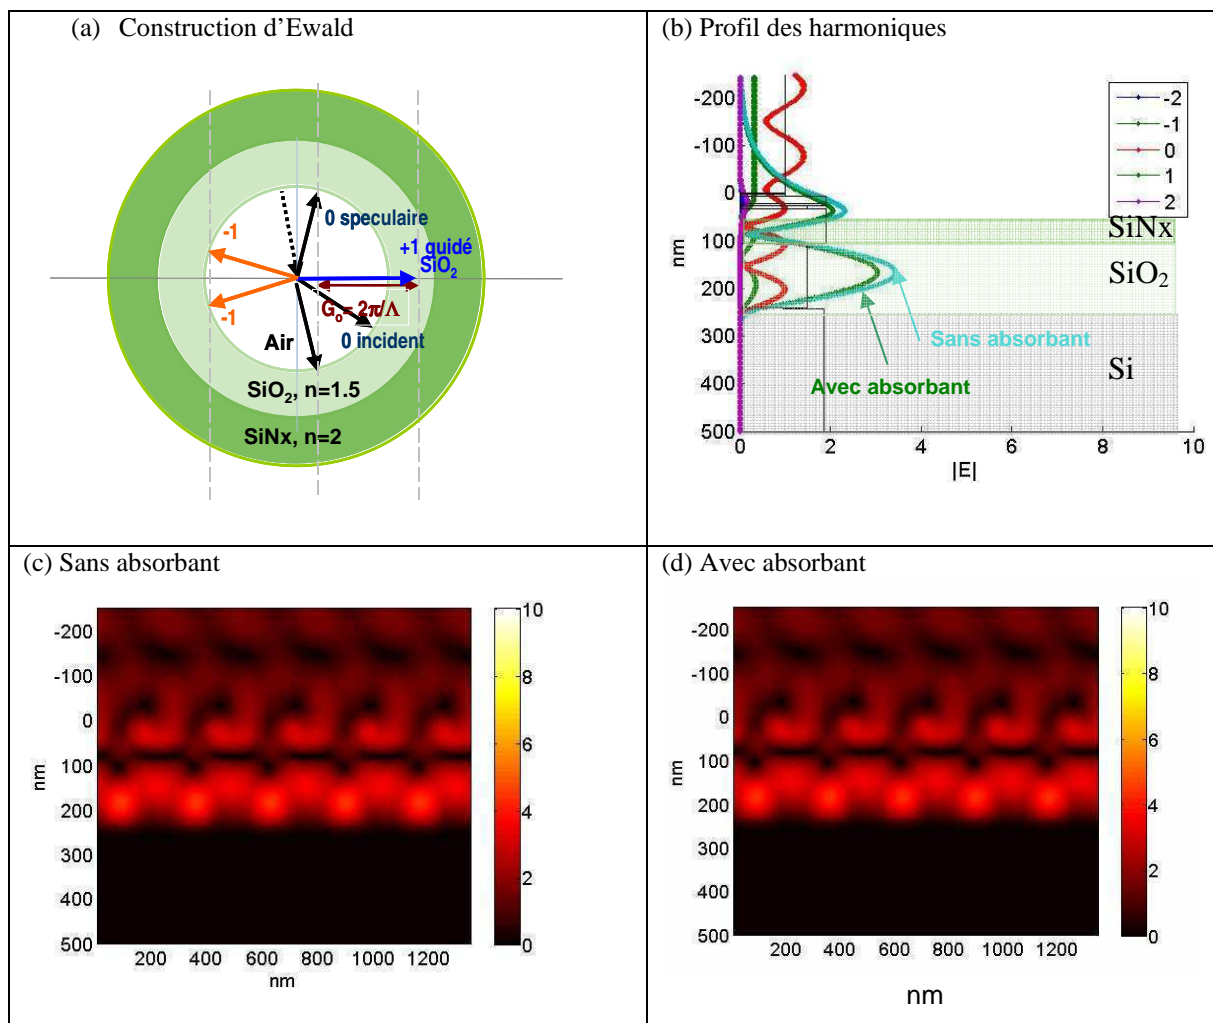 (a) Construction d'Ewald
-1
0 speculaire
+1 guidé
SiO2
-1
G0= 2π/Λ
0 incident
Air
SiO2, n=1.5
SiNx, n=2
(b) Profil des harmoniques
-200
-100
0
100
200
300
400
500
nm
0
2
4
6
8
10
|E|
-2
-1
0
1
2
SiNx
SiO2
Sans absorbant
Avec absorbant
Si
(c) Sans absorbant
-200
-100
0
100
200
300
400
500
nm
200 400 600 800 1000 1200
nm
10
8
6
4
2
0
(d) Avec absorbant
-200
-100
0
100
200
300
400
500
nm
200 400 600 800 1000 1200
nm
10
8
6
4
2
0